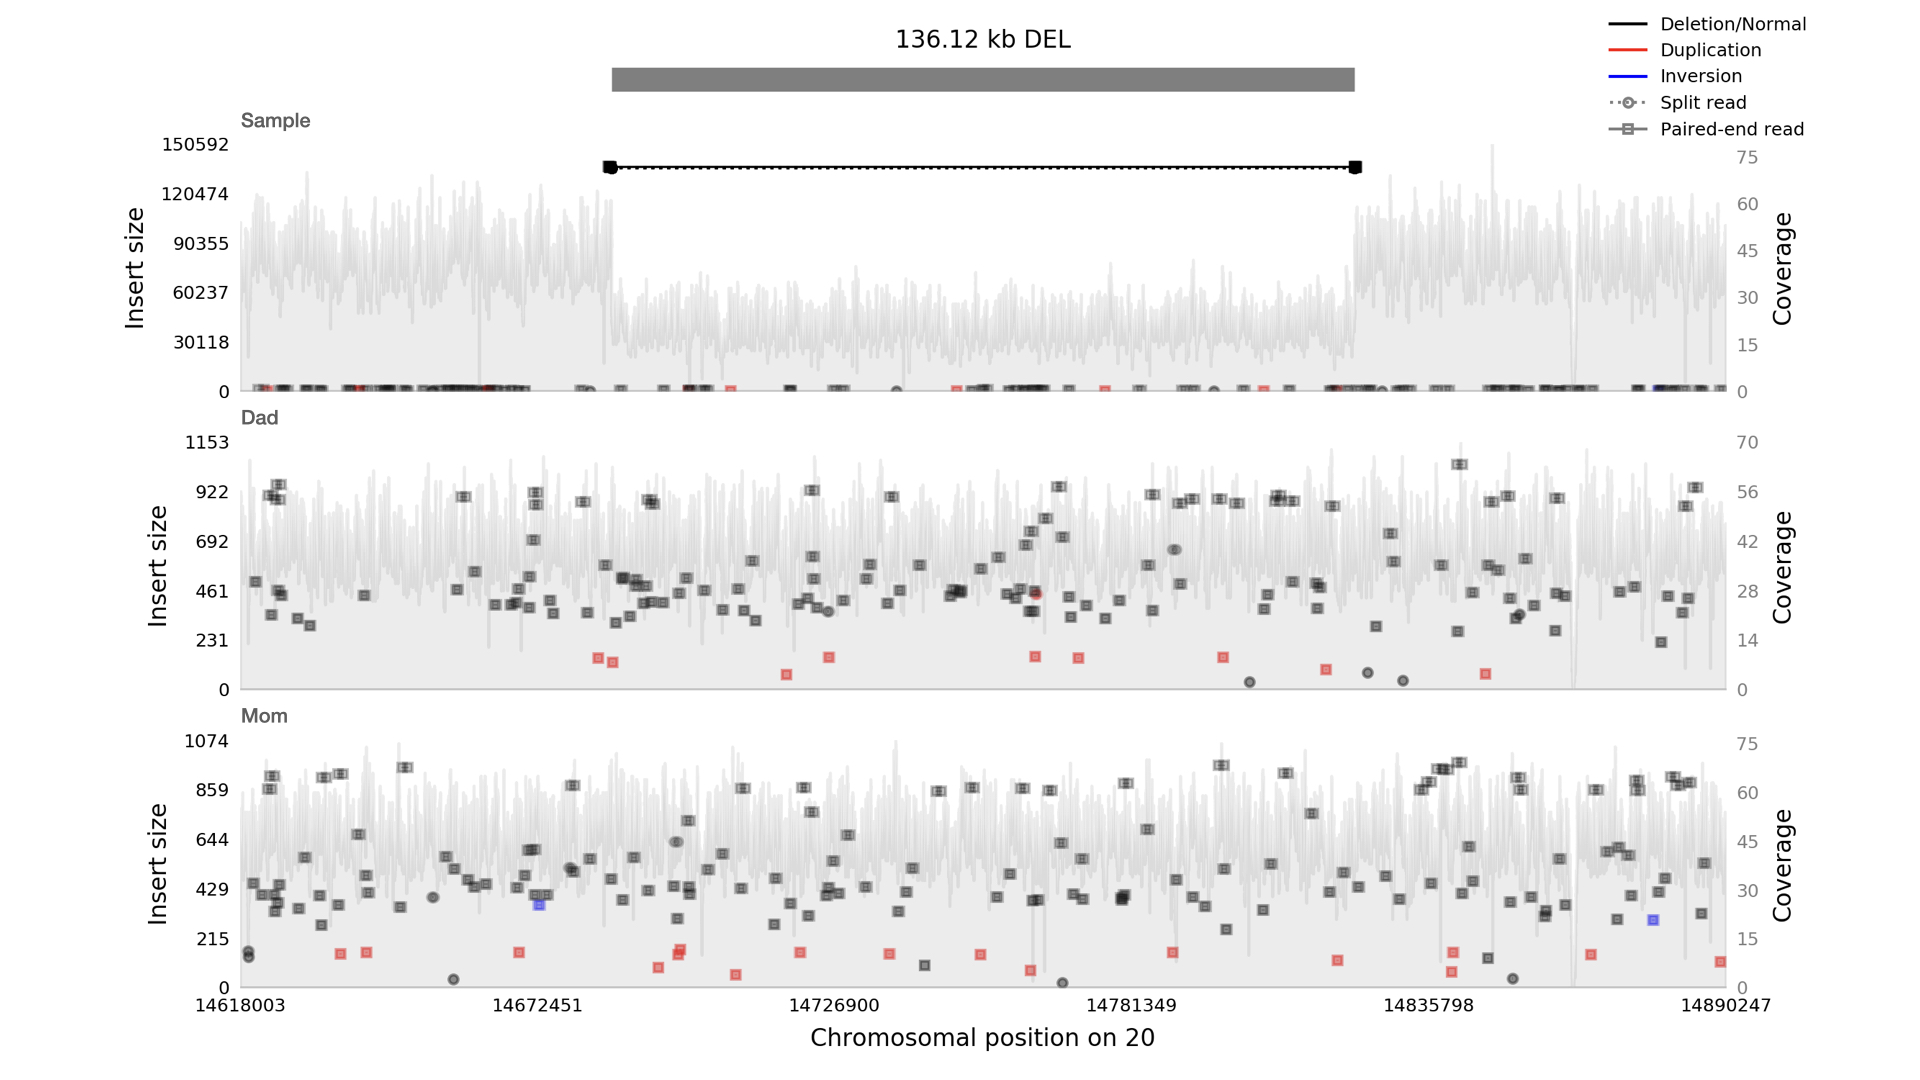 136.12 kb DEL
Deletion/Normal
Duplication
Inversion
Split read
Paired-end read
Sample
150592
120474
90355
60237
30118
0
Insert size
75
60
45
30
15
0
Coverage
Dad
1153
922
692
461
231
0
Insert size
70
56
42
28
14
0
Coverage
Mom
1074
859
644
429
215
0
Insert size
75
60
45
30
15
0
Coverage
14618003 14672451 14726900 14781349 14835798 14890247
Chromosomal position on 20